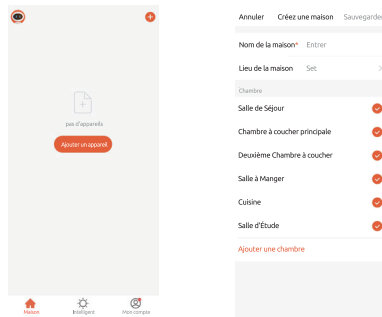 pas d'appareils
Ajouter un appareil
Maison
Intelligent
Mon compte
Annuler
Créez une maison
Sauvegarder
Nom de la maison*
Entrer
Lieu de la maison
Set
Chambre
Salle de Séjour
Chambre à coucher principale
Deuxième Chambre à coucher
Salle à Manger
Cuisine
Salle d'Étude
Ajouter une chambre